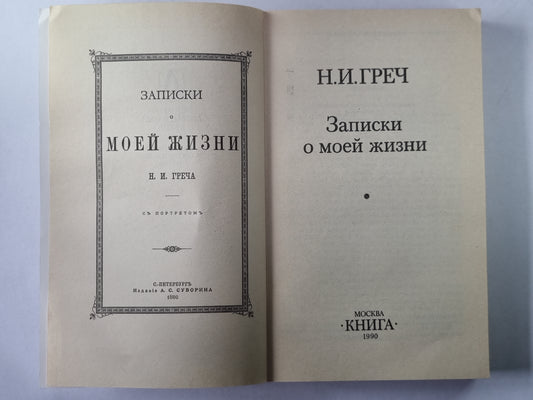 ЗАПИСКИ
О
МОЕЙ ЖИЗНИ
Н. И. ГРЕЧА
СЪ ПОРТРЕТОМЪ
С-ПЕТЕРБУРГЪ
Изданіе А. С. СУВОРИНА
Н.И.ГРЕЧ
Записки
о моей жизни
МОСКВА
·КНИГА·
1990